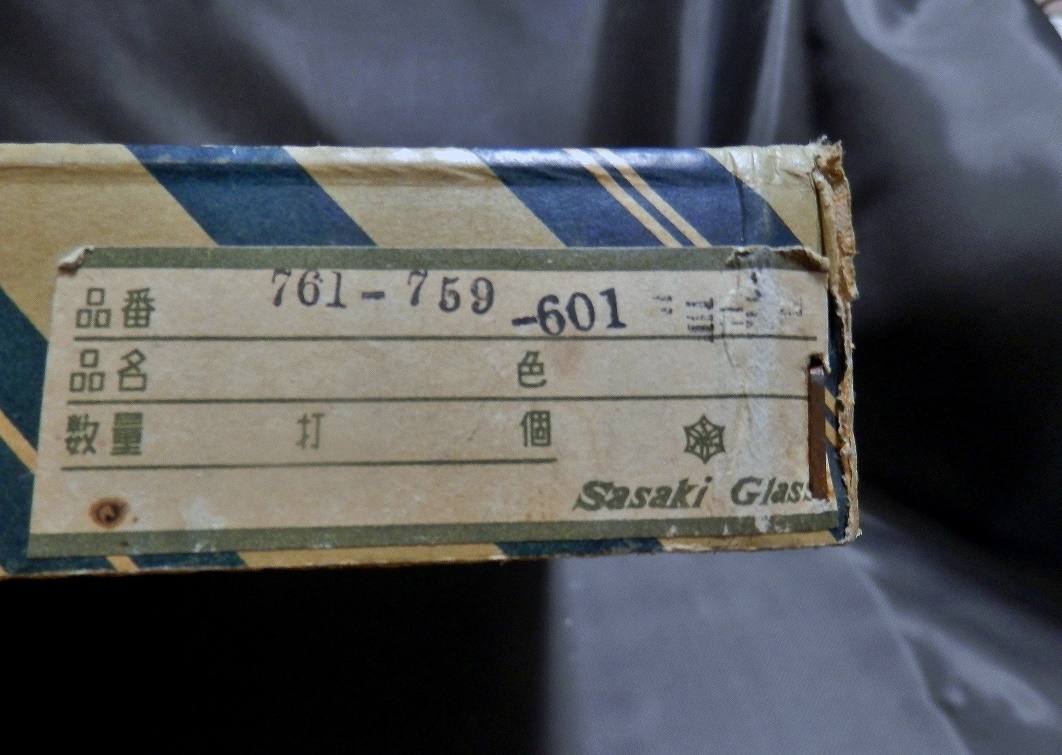 品番 761-759-601
品名 色
数量 打 個
Sasaki Glass